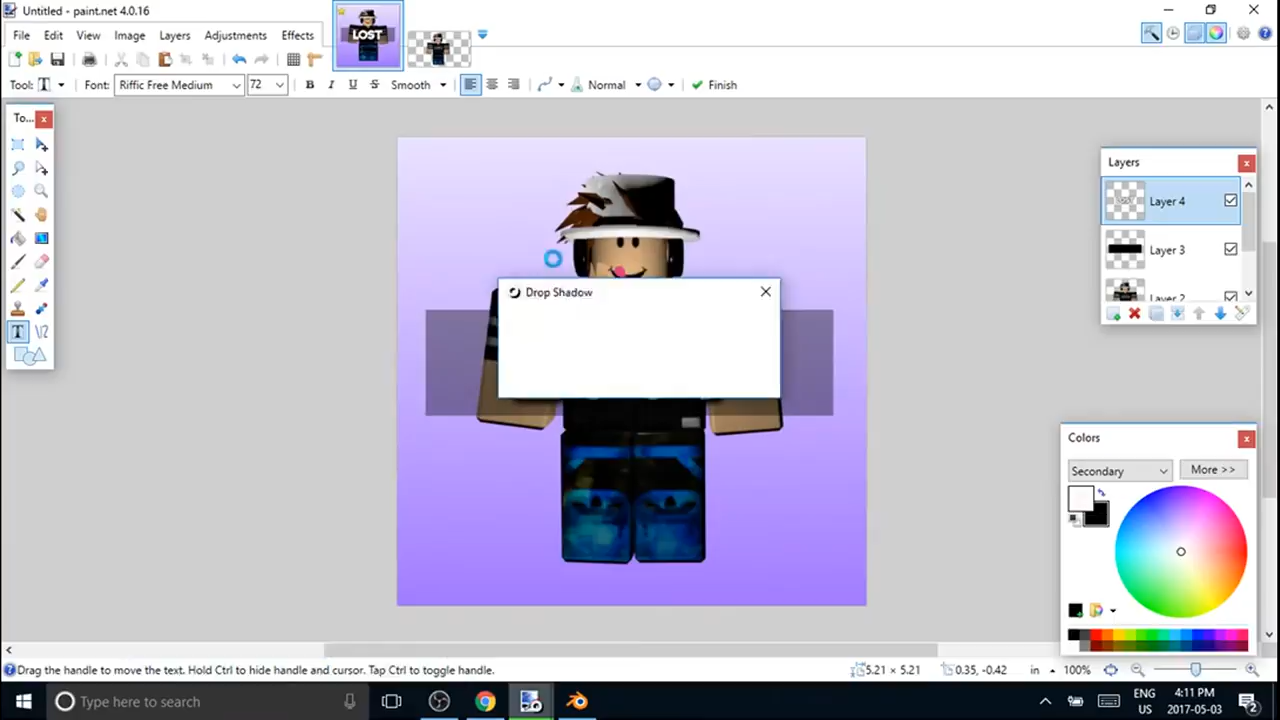 Untitled - paint.net 4.0.16
LOST
File Edit View Image Layers Adjustments Effects
Tool: T Font: Riffic Free Medium 72 B I U S Smooth Normal Finish
To...
Layers
Layer 4
Layer 3
Layer 2
Drop Shadow
Colors
Secondary More >>
Drag the handle to move the text. Hold Ctrl to hide handle and cursor. Tap Ctrl to toggle handle.
5.21 × 5.21 0.35, -0.42 in 100%
Type here to search
ENG
US
4:11 PM
2017-05-03
2